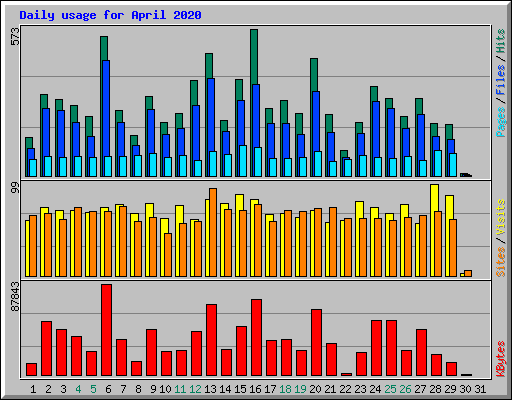 Daily usage for April 2020
573
Pages / Files / Hits
99
Sites / Visits
87843
KBytes
1 2 3 4 5 6 7 8 9 10 11 12 13 14 15 16 17 18 19 20 21 22 23 24 25 26 27 28 29 30 31